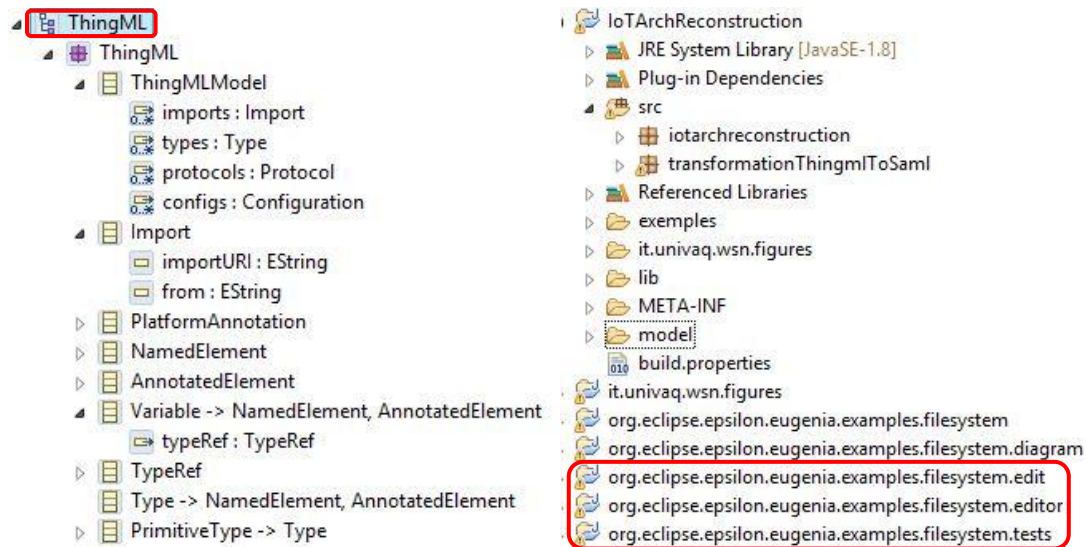 ThingML
ThingML
ThingMLModel
imports : Import
types : Type
protocols : Protocol
configs : Configuration
Import
importURI : EString
from : EString
PlatformAnnotation
NamedElement
AnnotatedElement
Variable -> NamedElement, AnnotatedElement
typeRef : TypeRef
TypeRef
Type -> NamedElement, AnnotatedElement
PrimitiveType -> Type
IoTArchReconstruction
JRE System Library [JavaSE-1.8]
Plug-in Dependencies
src
iotarchreconstruction
transformationThingmlToSaml
Referenced Libraries
exemples
it.univaq.wsn.figures
lib
META-INF
model
build.properties
it.univaq.wsn.figures
org.eclipse.epsilon.eugenia.examples.filesystem
org.eclipse.epsilon.eugenia.examples.filesystem.diagram
org.eclipse.epsilon.eugenia.examples.filesystem.edit
org.eclipse.epsilon.eugenia.examples.filesystem.editor
org.eclipse.epsilon.eugenia.examples.filesystem.tests